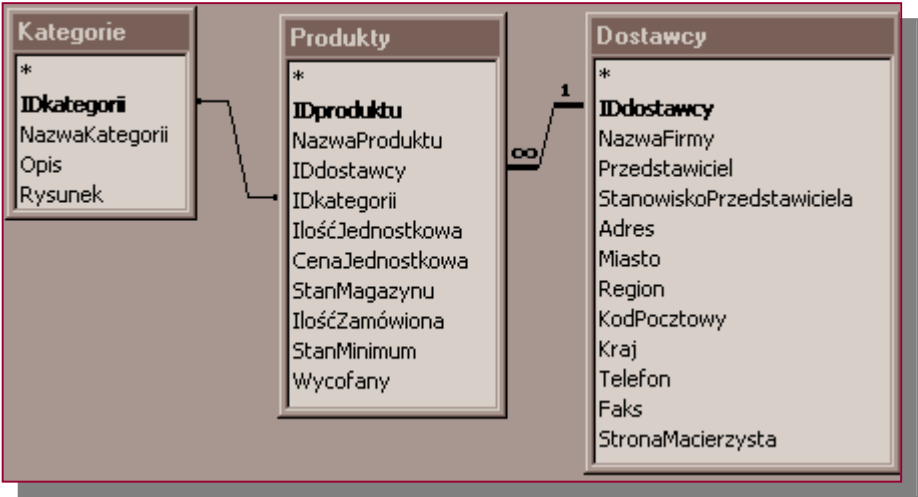 Kategorie
*
IDkategorii
NazwaKategorii
Opis
Rysunek
Produkty
*
IDproduktu
NazwaProduktu
IDdostawcy
IDkategorii
IlośćJednostkowa
CenaJednostkowa
StanMagazynu
IlośćZamówiona
StanMinimum
Wycofany
∞
1
Dostawcy
*
IDdostawcy
NazwaFirmy
Przedstawiciel
StanowiskoPrzedstawiciela
Adres
Miasto
Region
KodPocztowy
Kraj
Telefon
Faks
StronaMacierzysta